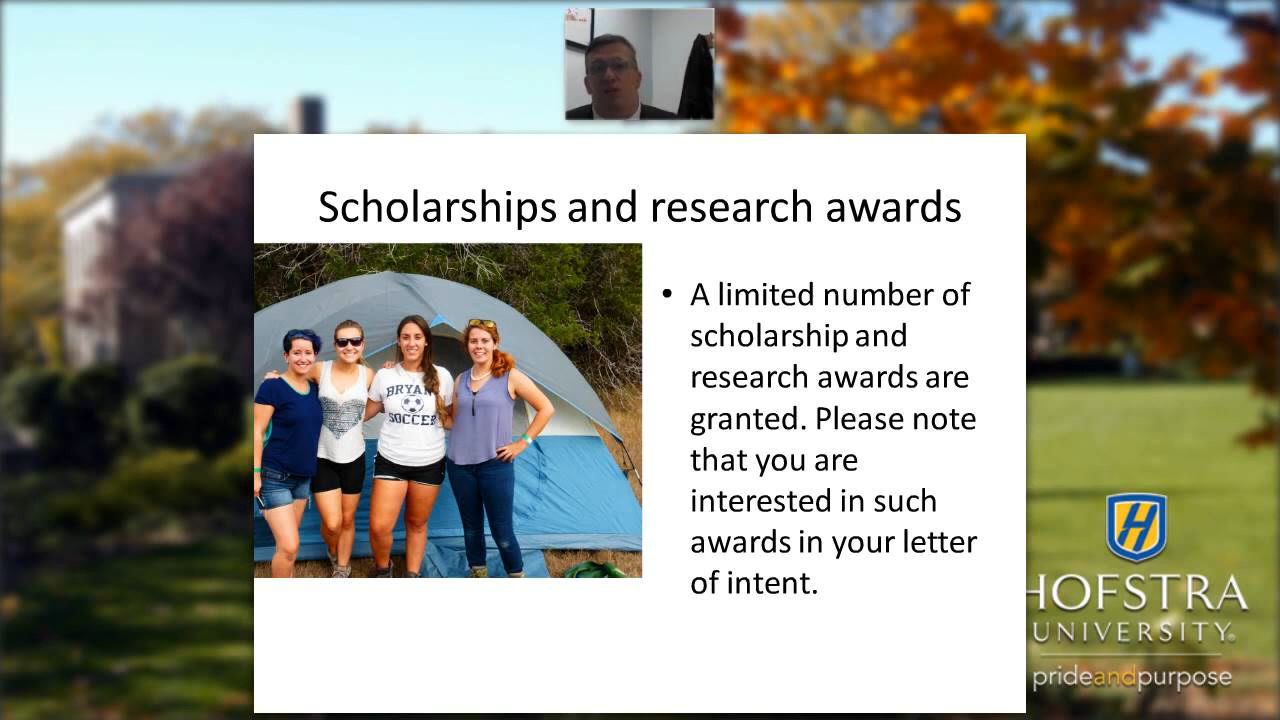 Scholarships and research awards
BRYAN
SOCCER
• A limited number of
scholarship and
research awards are
granted. Please note
that you are
interested in such
awards in your letter
of intent.
H
HOFSTRA
UNIVERSITY®
prideandpurpose